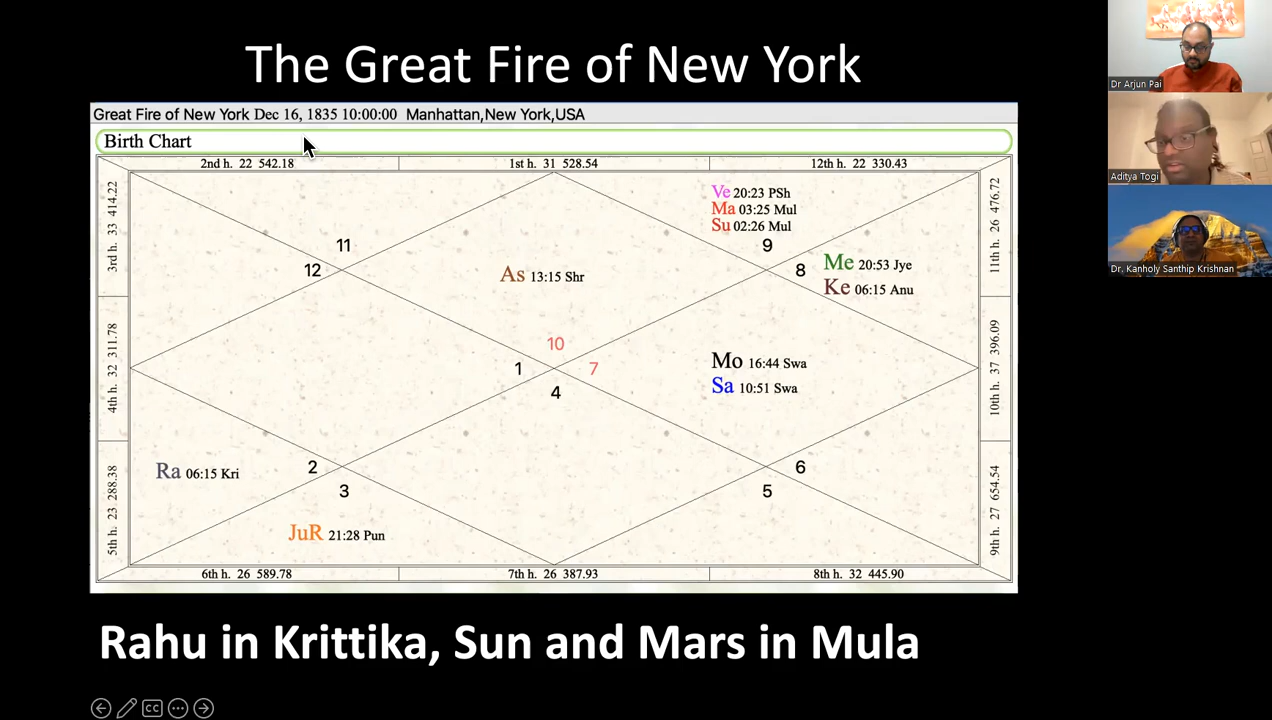 The Great Fire of New York
Great Fire of New York Dec 16, 1835 10:00:00 Manhattan,New York,USA
Birth Chart
2nd h. 22 542.18
1st h. 31 528.54
12th h. 22 330.43
3rd h. 33 414.22
11th h. 26 476.72
Ve 20:23 PSh
Ma 03:25 Mul
Su 02:26 Mul
11
9
12
As 13:15 Shr
8
Me 20:53 Jye
Ke 06:15 Anu
10
1
7
4
Mo 16:44 Swa
Sa 10:51 Swa
4th h. 32 311.78
10th h. 37 396.09
Ra 06:15 Kri
2
3
6
5
JuR 21:28 Pun
5th h. 23 288.38
9th h. 27 654.54
6th h. 26 589.78
7th h. 26 387.93
8th h. 32 445.90
Rahu in Krittika, Sun and Mars in Mula
CC
Dr Arjun Pai
Aditya Togi
Dr. Kanholy Santhip Krishnan